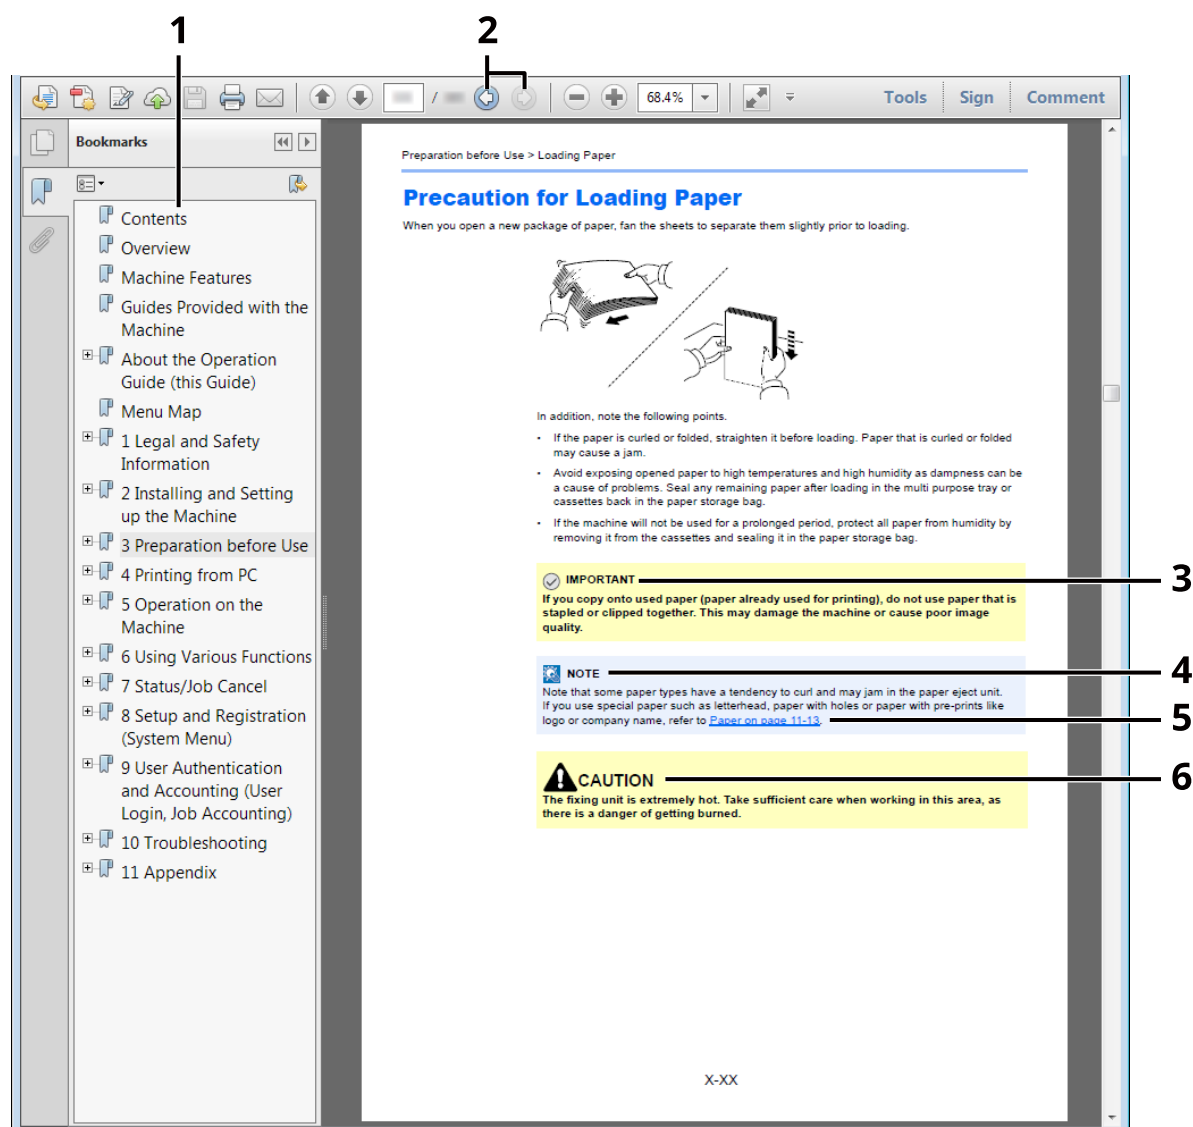 1
2
/
68.4%
Tools
Sign
Comment
Bookmarks
Contents
Overview
Machine Features
Guides Provided with the
Machine
About the Operation
Guide (this Guide)
Menu Map
1 Legal and Safety
Information
2 Installing and Setting
up the Machine
3 Preparation before Use
4 Printing from PC
5 Operation on the
Machine
6 Using Various Functions
7 Status/Job Cancel
8 Setup and Registration
(System Menu)
9 User Authentication
and Accounting (User
Login, Job Accounting)
10 Troubleshooting
11 Appendix
Preparation before Use > Loading Paper
Precaution for Loading Paper
When you open a new package of paper, fan the sheets to separate them slightly prior to loading.
In addition, note the following points.
• If the paper is curled or folded, straighten it before loading. Paper that is curled or folded
may cause a jam.
• Avoid exposing opened paper to high temperatures and high humidity as dampness can be
a cause of problems. Seal any remaining paper after loading in the multi purpose tray or
cassettes back in the paper storage bag.
• If the machine will not be used for a prolonged period, protect all paper from humidity by
removing it from the cassettes and sealing it in the paper storage bag.
IMPORTANT
3
If you copy onto used paper (paper already used for printing), do not use paper that is
stapled or clipped together. This may damage the machine or cause poor image
quality.
NOTE
4
Note that some paper types have a tendency to curl and may jam in the paper eject unit.
If you use special paper such as letterhead, paper with holes or paper with pre-prints like
logo or company name, refer to Paper on page 11-13.
5
CAUTION
6
The fixing unit is extremely hot. Take sufficient care when working in this area, as
there is a danger of getting burned.
X-XX